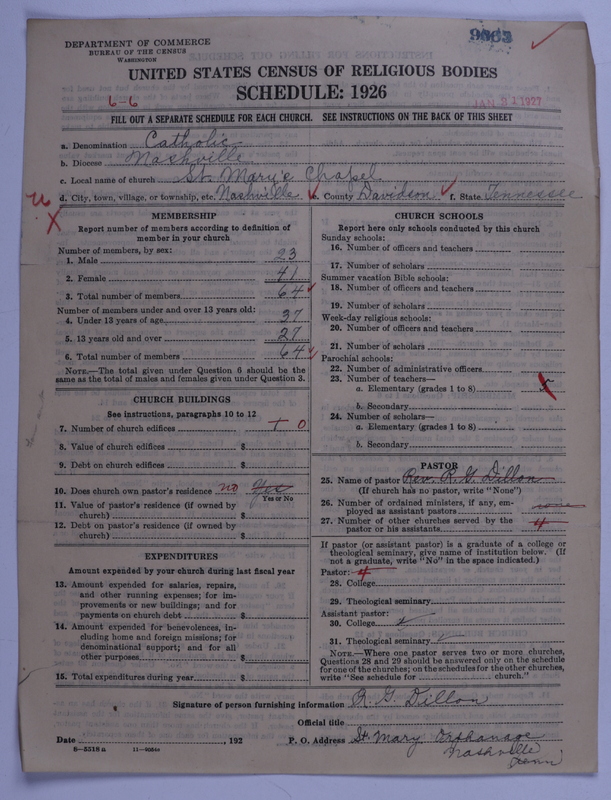 DEPARTMENT OF COMMERCE
BUREAU OF THE CENSUS
WASHINGTON
JAN 31 1927
UNITED STATES CENSUS OF RELIGIOUS BODIES
SCHEDULE: 1926
6-6
FILL OUT A SEPARATE SCHEDULE FOR EACH CHURCH. SEE INSTRUCTIONS ON THE BACK OF THIS SHEET
a. Denomination Catholic
b. Diocese Nashville
c. Local name of church St. Mary's Chapel
d. City, town, village, or township, etc. Nashville e. County Davidson f. State Tennessee
MEMBERSHIP
Report number of members according to definition of
member in your church
Number of members, by sex:
1. Male 23
2. Female 41
3. Total number of members 64
Number of members under and over 13 years old:
4. Under 13 years of age 37
5. 13 years old and over 27
6. Total number of members 64
NOTE.—The total given under Question 6 should be
same as the total of males and females given under Question 3.
CHURCH BUILDINGS
See instructions, paragraphs 10 to 12
7. Number of church edifices 1 0
8. Value of church edifices $
9. Debt on church edifices $
10. Does church own pastor's residence no Yes
Yes or No
11. Value of pastor's residence (if owned by
church) $
12. Debt on pastor's residence (if owned by
church) $
EXPENDITURES
Amount expended by your church during last fiscal year
13. Amount expended for salaries, repairs,
and other running expenses; for im-
provements or new buildings; and for
payments on church debt $
14. Amount expended for benevolences, in-
cluding home and foreign missions; for
denominational support; and for all
other purposes $
15. Total expenditures during year $
CHURCH SCHOOLS
Report here only schools conducted by this church
Sunday schools:
16. Number of officers and teachers
17. Number of scholars
Summer vacation Bible schools:
18. Number of officers and teachers
19. Number of scholars
Week-day religious schools:
20. Number of officers and teachers
21. Number of scholars
Parochial schools:
22. Number of administrative officers
23. Number of teachers—
a. Elementary (grades 1 to 8)
b. Secondary
24. Number of scholars—
a. Elementary (grades 1 to 8)
b. Secondary
PASTOR
25. Name of pastor Rev. R. G. Dillon
(If church has no pastor, write "None")
26. Number of ordained ministers, if any, em-
ployed as assistant pastors none
27. Number of other churches served by the
pastor or his assistants 4
If pastor (or assistant pastor) is a graduate of a college or
theological seminary, give name of institution below. (If
not a graduate, write "No" in the space indicated.)
Pastor: 4
28. College
29. Theological seminary
Assistant pastor:
30. College
31. Theological seminary
NOTE.—Where one pastor serves two or more churches,
Questions 28 and 29 should be answered only on the schedule
for one of the churches; on the schedules for the other churches,
write "See schedule for church."
Signature of person furnishing information R. G. Dillon
Official title
Date , 192 P. O. Address St. Mary Orphanage
8-5318 a Nashville
Tenn